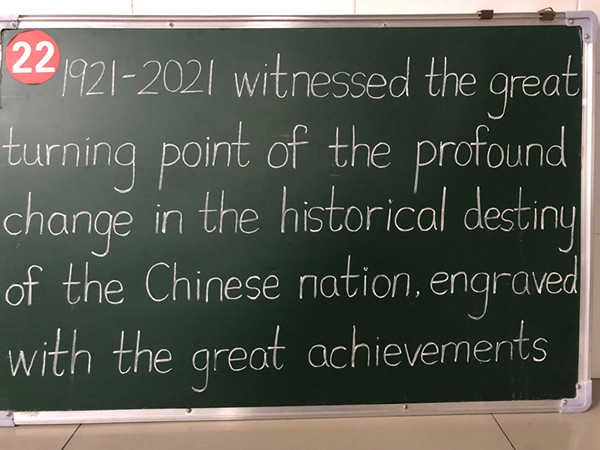 22
1921-2021 witnessed the great
turning point of the profound
change in the historical destiny
of the Chinese nation, engraved
with the great achievements